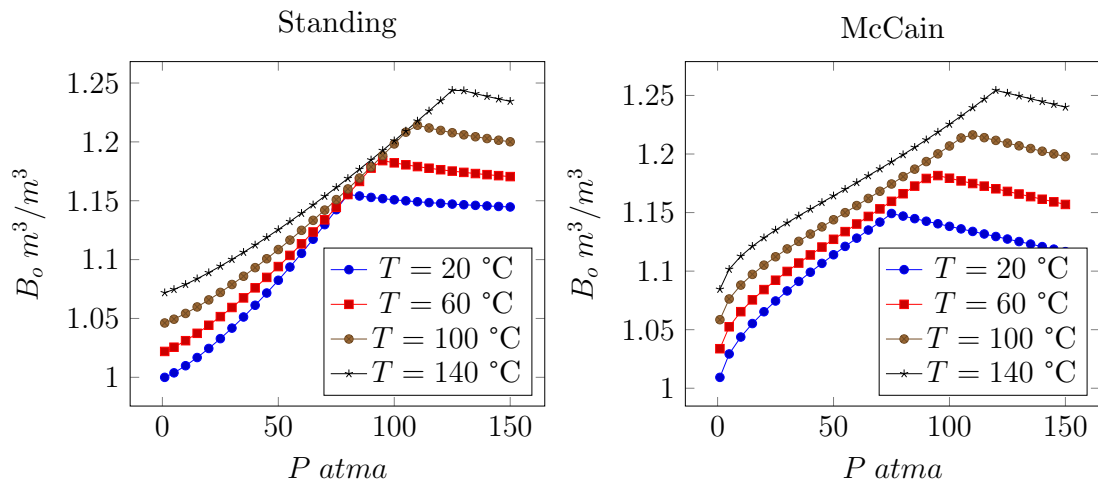 Standing
1.25
1.2
1.15
1.1
1.05
1
B_o m^3/m^3
0
50
100
150
P atma
T = 20 °C
T = 60 °C
T = 100 °C
T = 140 °C
McCain
1.25
1.2
1.15
1.1
1.05
1
B_o m^3/m^3
0
50
100
150
P atma
T = 20 °C
T = 60 °C
T = 100 °C
T = 140 °C